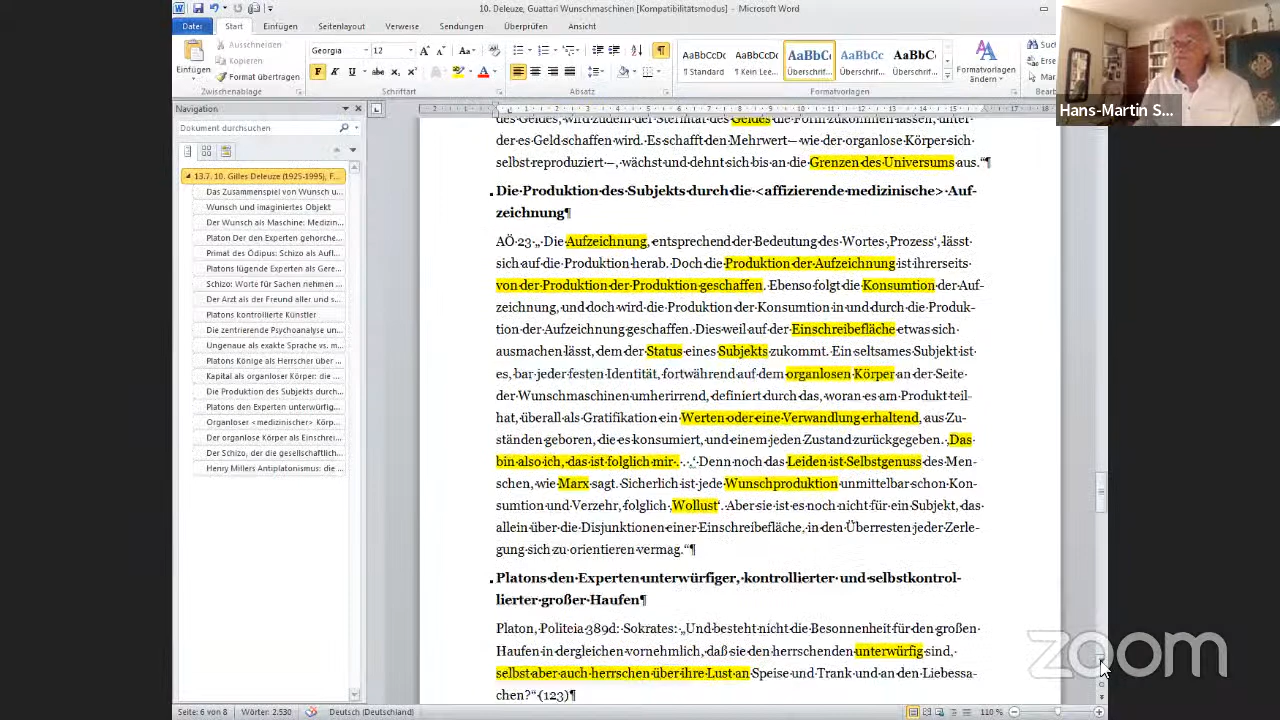 10. Deleuze, Guattari Wunschmaschinen [Kompatibilitätsmodus] - Microsoft Word
Datei Start Einfügen Seitenlayout Verweise Sendungen Überprüfen Ansicht
Einfügen
Ausschneiden
Kopieren
Format übertragen
Zwischenablage
Georgia 12
F K U abc
Schriftart
Absatz
AaBbCcDc AaBbCcDc AaBbCc AaBbCc AaBbCc
¶ Standard ¶ Kein Lee... Überschrif... Überschrif... Überschrif...
Formatvorlagen ändern
Formatvorlagen
Hans-Martin S...
Navigation
Dokument durchsuchen
13.7. 10. Gilles Deleuze (1925-1995), F...
Das Zusammenspiel von Wunsch u...
Wunsch und imaginiertes Objekt
Der Wunsch als Maschine: Medizin...
Platon Der den Experten gehorche...
Primat des Ödipus: Schizo als Aufl...
Platons lügende Experten als Gere...
Schizo: Worte für Sachen nehmen
Der Arzt als der Freund aller und s...
Platons kontrollierte Künstler
Die zentrierende Psychoanalyse un...
Ungenaue als exakte Sprache vs. m...
Platons Könige als Herrscher über ...
Kapital als organloser Körper: die ...
Die Produktion des Subjekts durch...
Platons den Experten unterwürfig...
Organloser <medizinischer> Körp...
Der organlose Körper als Einschrei...
Der Schizo, der die gesellschaftlich...
Henry Millers Antiplatonismus: die ...
des Geldes, wird zudem der Sterilität des Geldes die Form zukommen lassen, unter
der es Geld schaffen wird. Es schafft den Mehrwert – wie der organlose Körper sich
selbst reproduziert –, wächst und dehnt sich bis an die Grenzen des Universums aus.“¶
Die Produktion des Subjekts durch die <affizierende medizinische> Auf-
zeichnung¶
AÖ 23 „ Die Aufzeichnung, entsprechend der Bedeutung des Wortes ‚Prozess‘, lässt
sich auf die Produktion herab. Doch die Produktion der Aufzeichnung ist ihrerseits
von der Produktion der Produktion geschaffen. Ebenso folgt die Konsumtion der Auf-
zeichnung, und doch wird die Produktion der Konsumtion in und durch die Produk-
tion der Aufzeichnung geschaffen. Dies weil auf der Einschreibefläche etwas sich
ausmachen lässt, dem der Status eines Subjekts zukommt. Ein seltsames Subjekt ist
es, bar jeder festen Identität, fortwährend auf dem organlosen Körper an der Seite
der Wunschmaschinen umherirrend, definiert durch das, woran es am Produkt teil-
hat, überall als Gratifikation ein Werten oder eine Verwandlung erhaltend, aus Zu-
ständen geboren, die es konsumiert, und einem jeden Zustand zurückgegeben. ‚Das
bin also ich, das ist folglich mir . . .‘ Denn noch das Leiden ist Selbstgenuss des Men-
schen, wie Marx sagt. Sicherlich ist jede Wunschproduktion unmittelbar schon Kon-
sumtion und Verzehr, folglich ‚Wollust‘. Aber sie ist es noch nicht für ein Subjekt, das
allein über die Disjunktionen einer Einschreibefläche, in den Überresten jeder Zerle-
gung sich zu orientieren vermag.“¶
Platons den Experten unterwürfiger, kontrollierter und selbstkontrol-
lierter großer Haufen¶
Platon, Politeia 389d: Sokrates: „Und besteht nicht die Besonnenheit für den großen
Haufen in dergleichen vornehmlich, daß sie den herrschenden unterwürfig sind,
selbst aber auch herrschen über ihre Lust an Speise und Trank und an den Liebessa-
chen?“ (123)¶
zoom
Seite: 6 von 8 Wörter: 2.530 Deutsch (Deutschland) 110 %